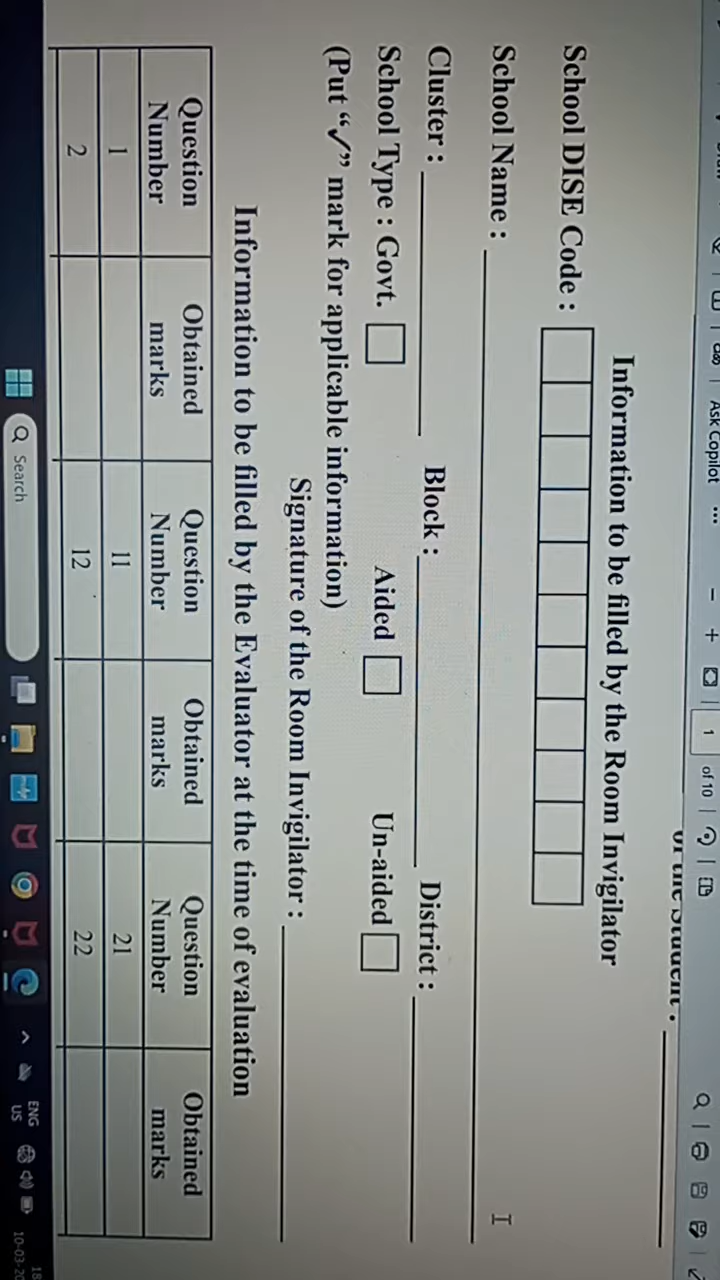 Ask Copilot ... − + 1 of 10
of the Student :
Information to be filled by the Room Invigilator
School DISE Code :
School Name :
Cluster : Block : District :
School Type : Govt. Aided Un-aided
(Put “✓” mark for applicable information)
Signature of the Room Invigilator :
Information to be filled by the Evaluator at the time of evaluation
Question Number Obtained marks Question Number Obtained marks Question Number Obtained marks
1 11 21
2 12 22
Search ENG US